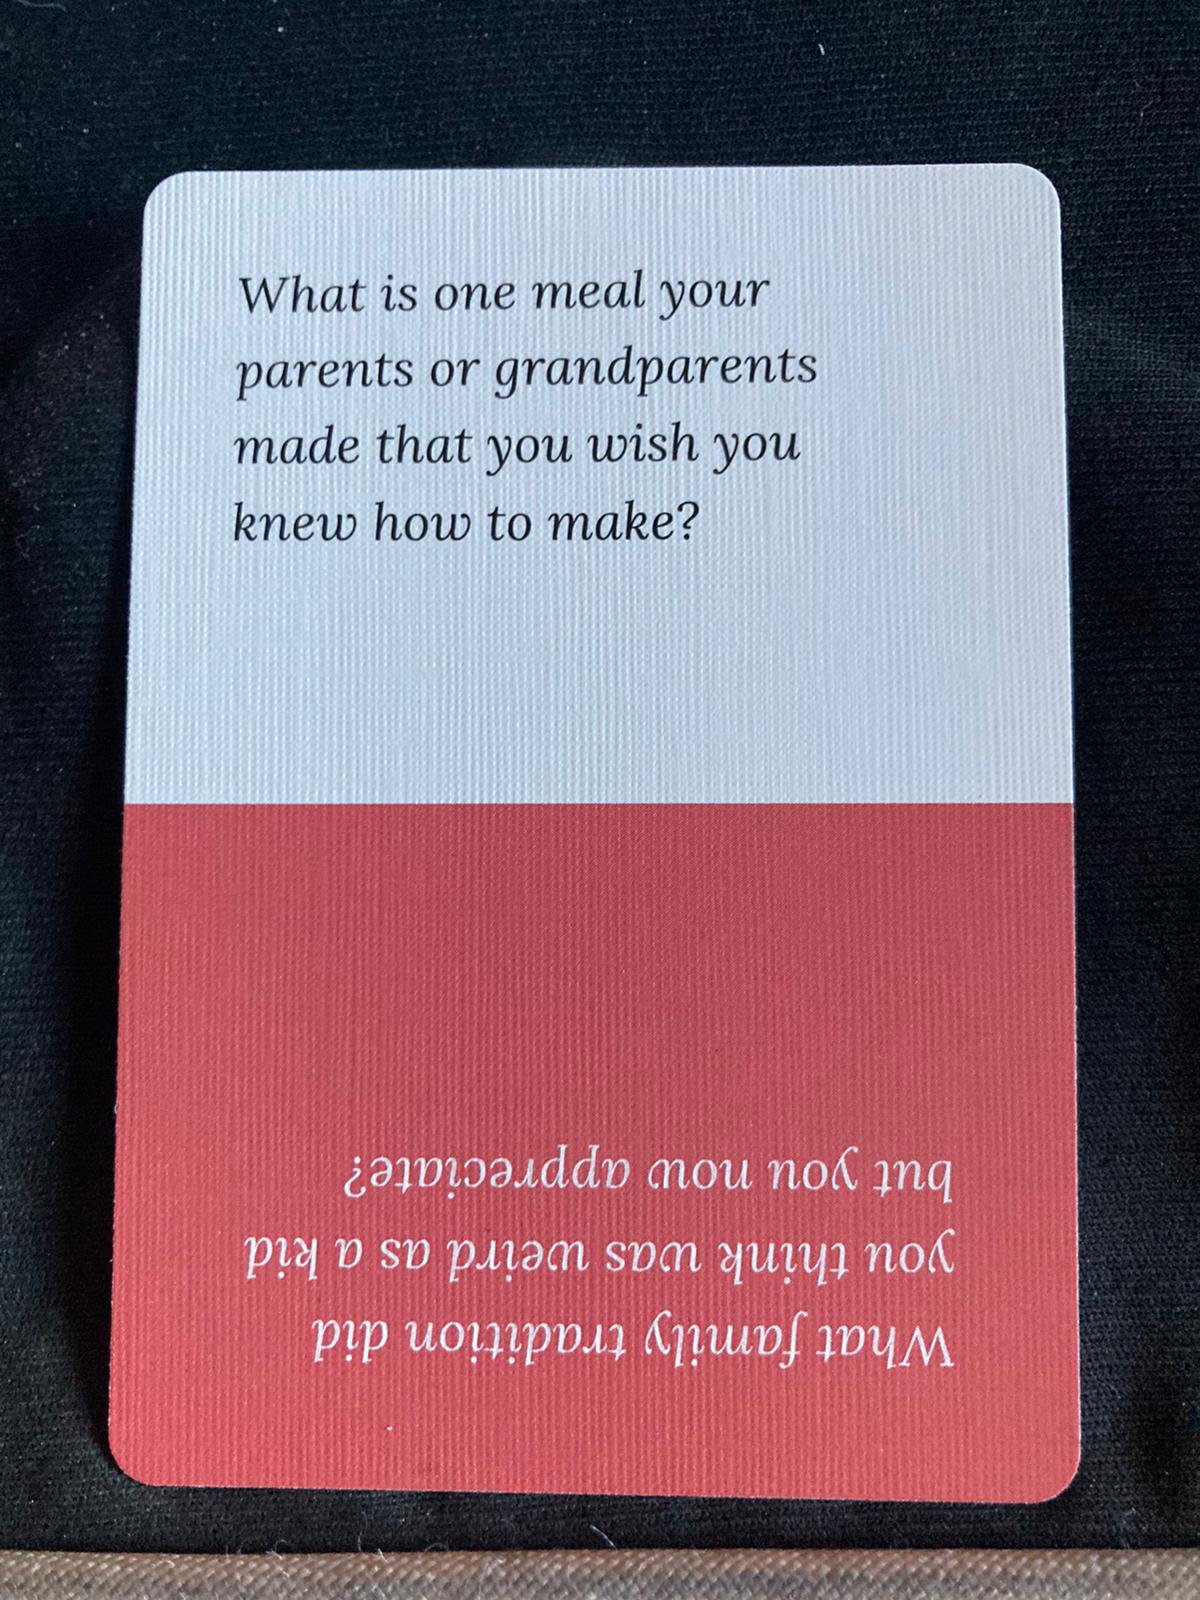 What is one meal your
parents or grandparents
made that you wish you
knew how to make?
What family tradition did
you think was weird as a kid
but you now appreciate?